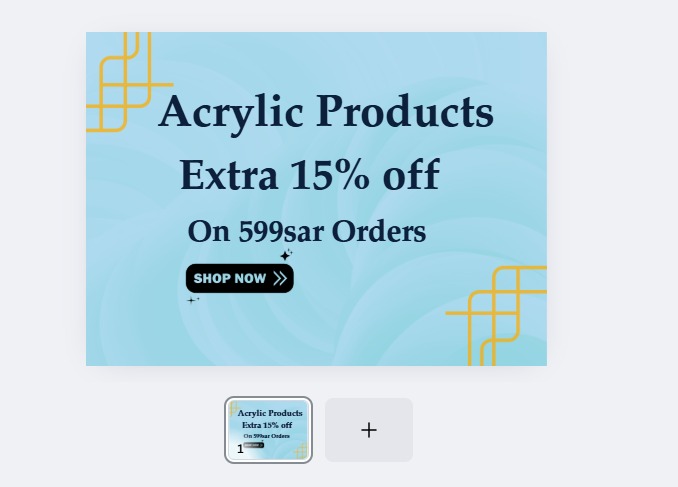 Acrylic Products
Extra 15% off
On 599sar Orders
SHOP NOW
Acrylic Products
Extra 15% off
On 599sar Orders
1